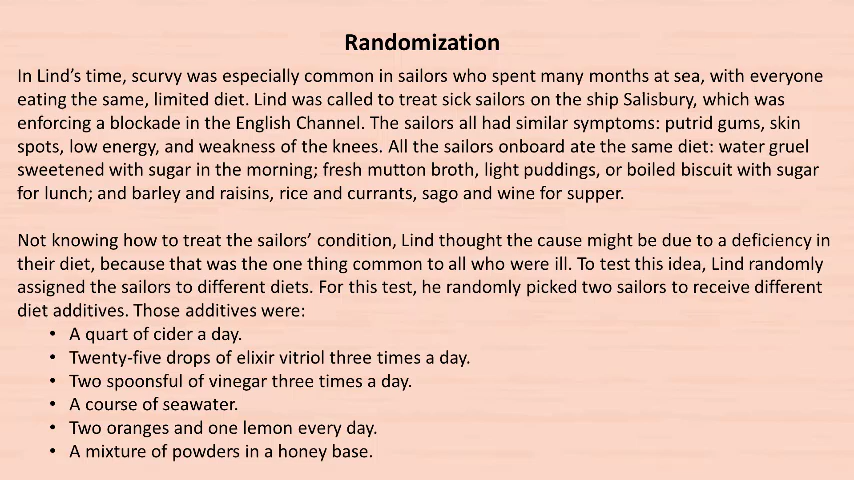 Randomization
In Lind’s time, scurvy was especially common in sailors who spent many months at sea, with everyone
eating the same, limited diet. Lind was called to treat sick sailors on the ship Salisbury, which was
enforcing a blockade in the English Channel. The sailors all had similar symptoms: putrid gums, skin
spots, low energy, and weakness of the knees. All the sailors onboard ate the same diet: water gruel
sweetened with sugar in the morning; fresh mutton broth, light puddings, or boiled biscuit with sugar
for lunch; and barley and raisins, rice and currants, sago and wine for supper.
Not knowing how to treat the sailors’ condition, Lind thought the cause might be due to a deficiency in
their diet, because that was the one thing common to all who were ill. To test this idea, Lind randomly
assigned the sailors to different diets. For this test, he randomly picked two sailors to receive different
diet additives. Those additives were:
• A quart of cider a day.
• Twenty-five drops of elixir vitriol three times a day.
• Two spoonsful of vinegar three times a day.
• A course of seawater.
• Two oranges and one lemon every day.
• A mixture of powders in a honey base.